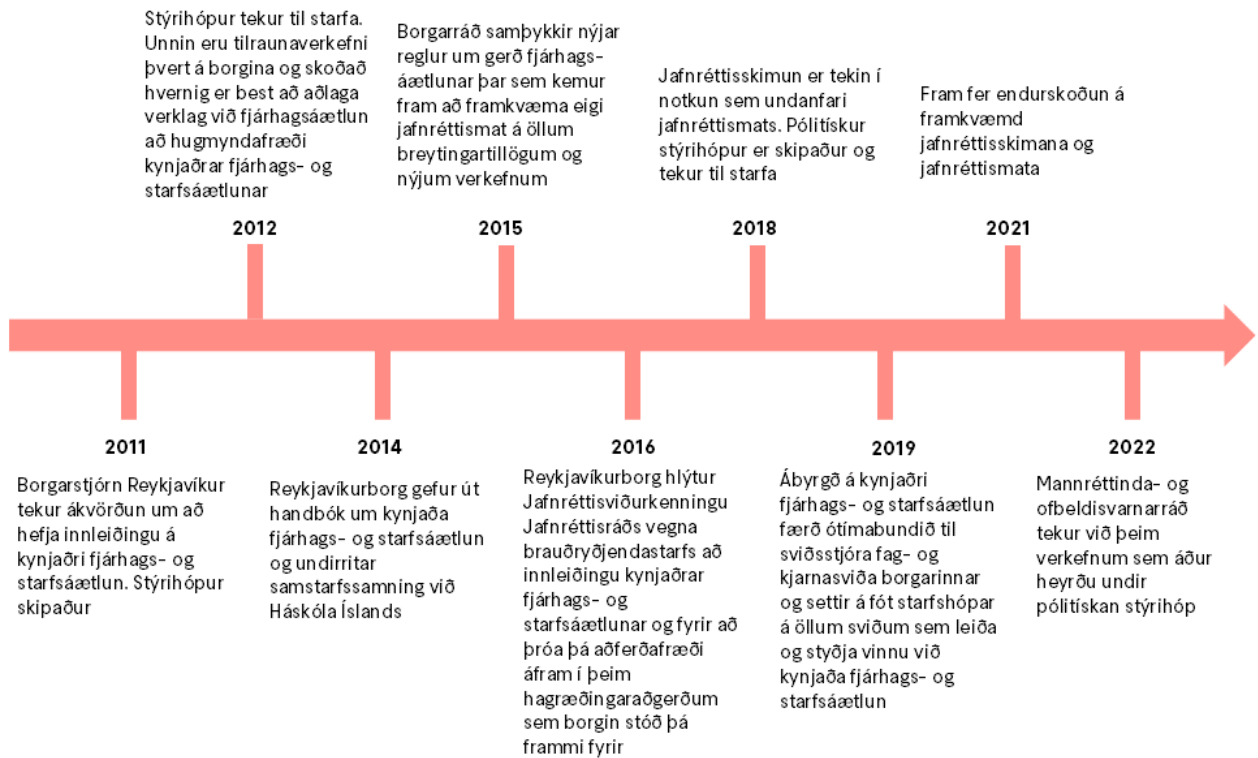 Stýrihópur tekur til starfa.
Unnin eru tilraunaverkefni
þvert á borgina og skoðað
hvernig er best að aðlaga
verklag við fjárhagsáætlun
að hugmyndafræði
kynjaðrar fjárhags- og
starfsáætlunar
2012
Borgarráð samþykkir nýjar
reglur um gerð fjárhags-
áætlunar þar sem kemur
fram að framkvæma eigi
jafnréttismat á öllum
breytingartillögum og
nýjum verkefnum
2015
Jafnréttisskimun er tekin í
notkun sem undanfari
jafnréttismats. Pólitískur
stýrihópur er skipaður og
tekur til starfa
2018
Fram fer endurskoðun á
framkvæmd
jafnréttisskimana og
jafnréttismata
2021
2011
Borgarstjórn Reykjavíkur
tekur ákvörðun um að
hefja innleiðingu á
kynjaðri fjárhags- og
starfsáætlun. Stýrihópur
skipaður
2014
Reykjavíkurborg gefur út
handbók um kynjaða
fjárhags- og starfsáætlun
og undirritar
samstarfssamning við
Háskóla Íslands
2016
Reykjavíkurborg hlýtur
Jafnréttisviðurkenningu
Jafnréttisráðs vegna
brauðryðjendastarfs að
innleiðingu kynjaðrar
fjárhags- og
starfsáætlunar og fyrir að
þróa þá aðferðafræði
áfram í þeim
hagræðingaraðgerðum
sem borgin stóð þá
frammi fyrir
2019
Ábyrgð á kynjaðri
fjárhags- og starfsáætlun
færð ótímabundið til
sviðsstjóra fag- og
kjarnasviða borgarinnar
og settir á fót starfshópar
á öllum sviðum sem leiða
og styðja vinnu við
kynjaða fjárhags- og
starfsáætlun
2022
Mannréttinda- og
ofbeldisvarnarráð
tekur við þeim
verkefnum sem áður
heyrðu undir
pólitískan stýrihóp